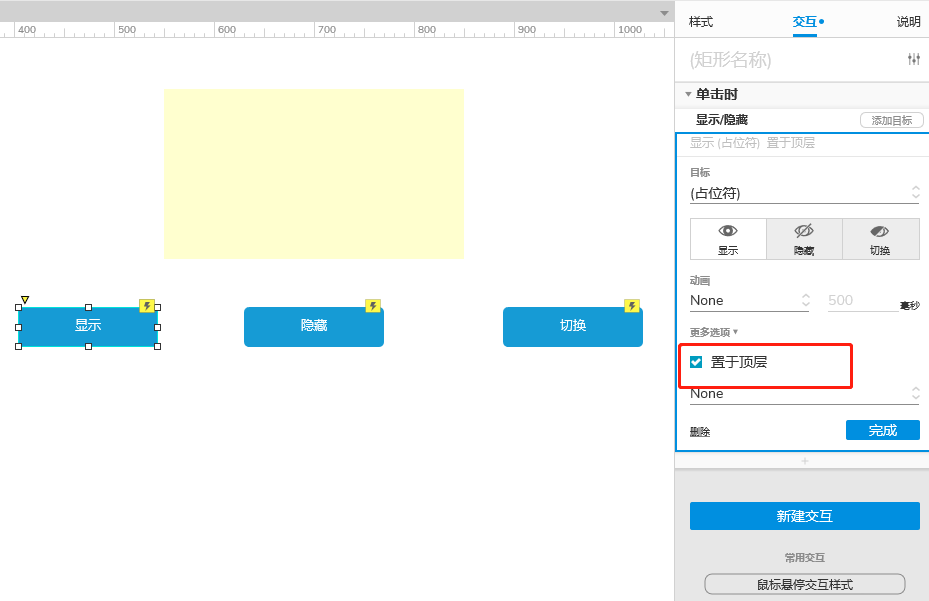 400 500 600 700 800 900 1000
样式 交互 说明
(矩形名称)
单击时
显示/隐藏 添加目标
显示 (占位符) 置于顶层
目标
(占位符)
显示 隐藏 切换
动画
None 500 毫秒
更多选项
置于顶层
None
删除 完成
+
新建交互
常用交互
鼠标悬停交互样式
显示 隐藏 切换